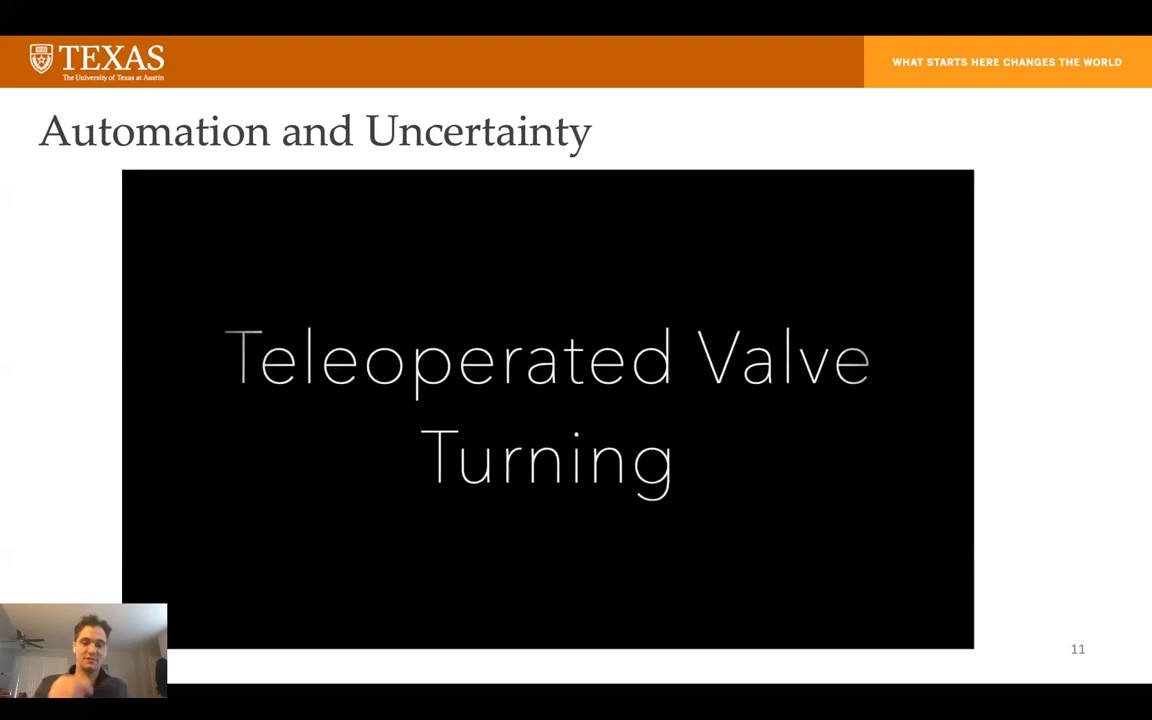 TEXAS
The University of Texas at Austin
WHAT STARTS HERE CHANGES THE WORLD
Automation and Uncertainty
Teleoperated Valve
Turning
11